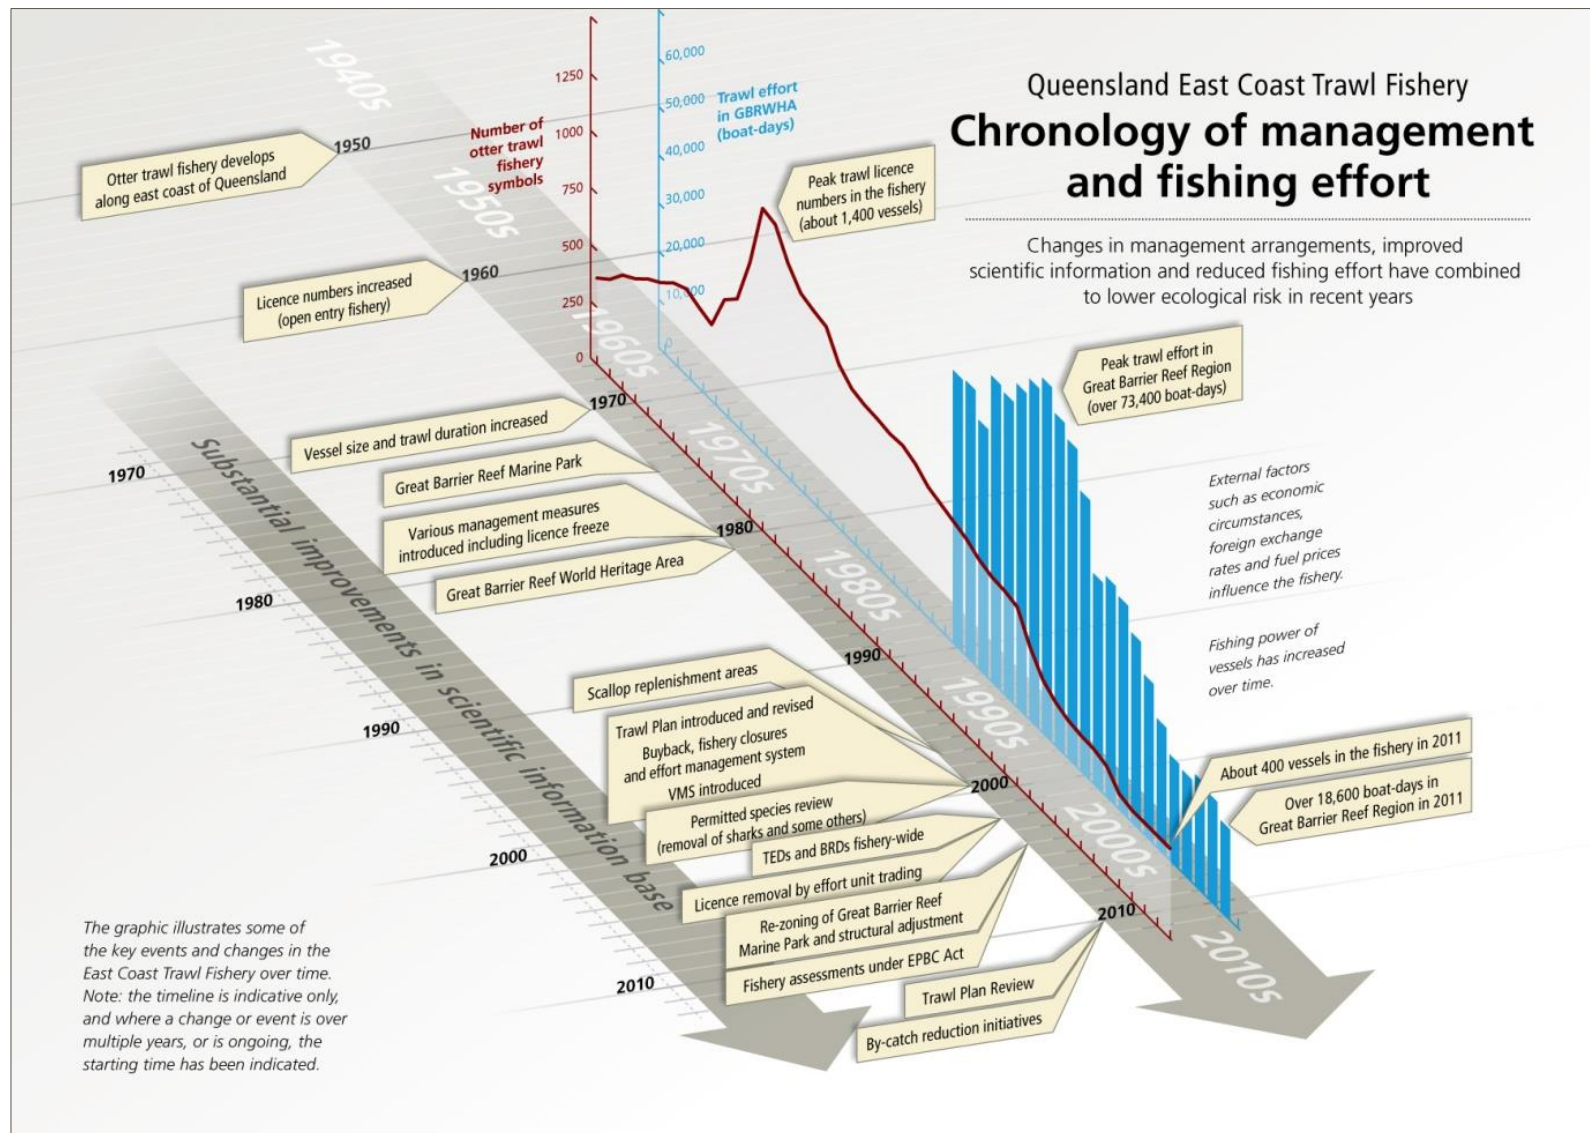 Queensland East Coast Trawl Fishery
Chronology of management
and fishing effort
Changes in management arrangements, improved
scientific information and reduced fishing effort have combined
to lower ecological risk in recent years
1940s
1950s
1960s
1970s
1980s
1990s
2000s
2010s
Number of
otter trawl
fishery
symbols
1250
1000
750
500
250
0
Trawl effort
in GBRWHA
(boat-days)
60,000
50,000
40,000
30,000
20,000
10,000
0
1950
1960
1970
1980
1990
2000
2010
Otter trawl fishery develops
along east coast of Queensland
Licence numbers increased
(open entry fishery)
Peak trawl licence
numbers in the fishery
(about 1,400 vessels)
Peak trawl effort in
Great Barrier Reef Region
(over 73,400 boat-days)
Vessel size and trawl duration increased
Great Barrier Reef Marine Park
Various management measures
introduced including licence freeze
Great Barrier Reef World Heritage Area
External factors
such as economic
circumstances,
foreign exchange
rates and fuel prices
influence the fishery.
Fishing power of
vessels has increased
over time.
Scallop replenishment areas
Trawl Plan introduced and revised
Buyback, fishery closures
and effort management system
VMS introduced
Permitted species review
(removal of sharks and some others)
TEDs and BRDs fishery-wide
Licence removal by effort unit trading
Re-zoning of Great Barrier Reef
Marine Park and structural adjustment
Fishery assessments under EPBC Act
Trawl Plan Review
By-catch reduction initiatives
About 400 vessels in the fishery in 2011
Over 18,600 boat-days in
Great Barrier Reef Region in 2011
Substantial improvements in scientific information base
1970
1980
1990
2000
2010
The graphic illustrates some of
the key events and changes in the
East Coast Trawl Fishery over time.
Note: the timeline is indicative only,
and where a change or event is over
multiple years, or is ongoing, the
starting time has been indicated.